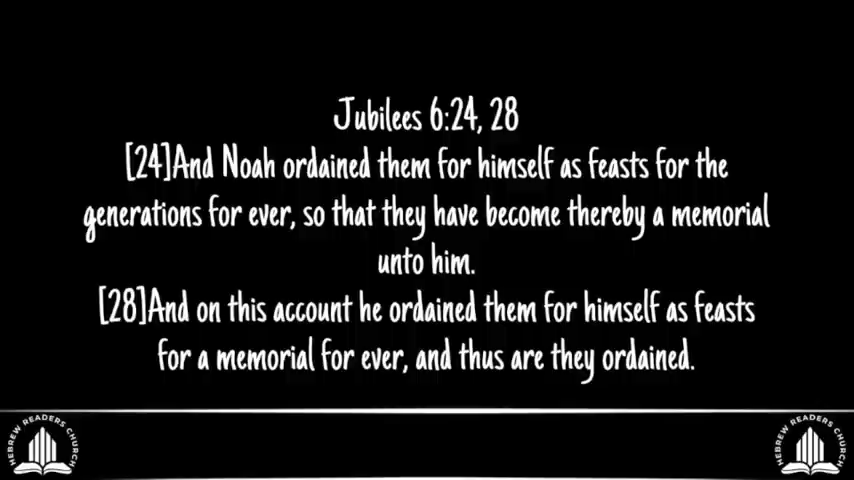 Jubilees 6:24, 28
[24]And Noah ordained them for himself as feasts for the
generations for ever, so that they have become thereby a memorial
unto him.
[28]And on this account he ordained them for himself as feasts
for a memorial for ever, and thus are they ordained.
HEBREW READERS CHURCH
HEBREW READERS CHURCH